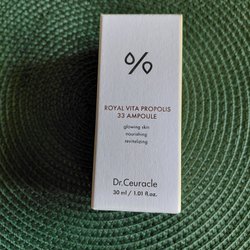 %
ROYAL VITA PROPOLIS
33 AMPOULE
glowing skin
nourishing
revitalizing
Dr.Ceuracle
30 ml / 1.01 fl.oz.